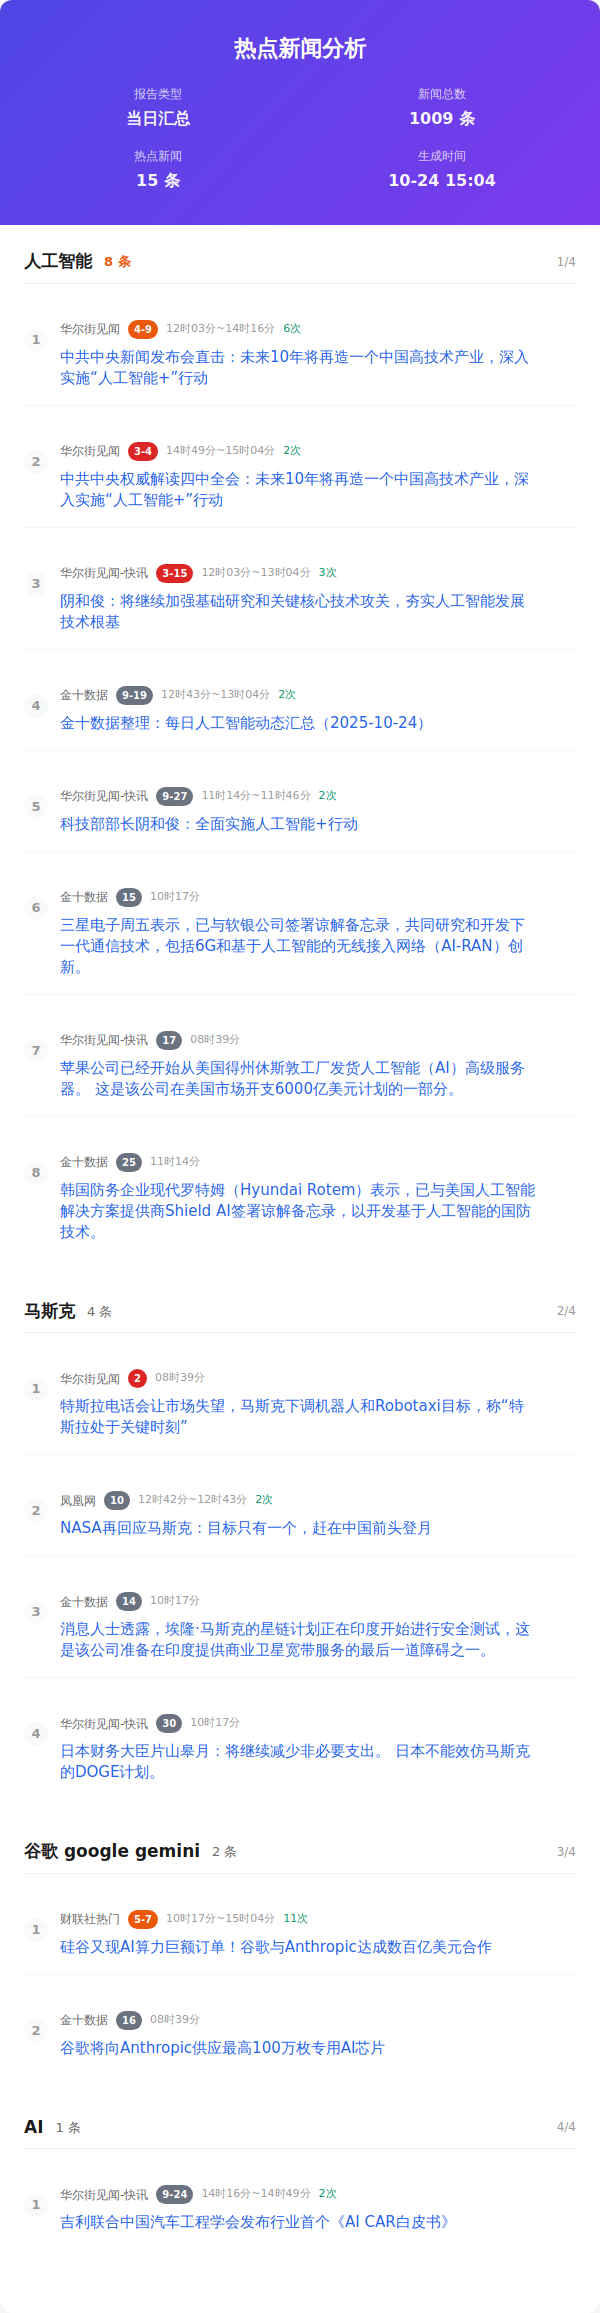 热点新闻分析
报告类型
新闻总数
当日汇总
1009 条
热点新闻
生成时间
15 条
10-24 15:04
人工智能 8 条 1/4
1
华尔街见闻 4-9 12时03分~14时16分 6次
中共中央新闻发布会直击：未来10年将再造一个中国高技术产业，深入
实施“人工智能+”行动
2
华尔街见闻 3-4 14时49分~15时04分 2次
中共中央权威解读四中全会：未来10年将再造一个中国高技术产业，深
入实施“人工智能+”行动
3
华尔街见闻-快讯 3-15 12时03分~13时04分 3次
阴和俊：将继续加强基础研究和关键核心技术攻关，夯实人工智能发展
技术根基
4
金十数据 9-19 12时43分~13时04分 2次
金十数据整理：每日人工智能动态汇总（2025-10-24）
5
华尔街见闻-快讯 9-27 11时14分~11时46分 2次
科技部部长阴和俊：全面实施人工智能+行动
6
金十数据 15 10时17分
三星电子周五表示，已与软银公司签署谅解备忘录，共同研究和开发下
一代通信技术，包括6G和基于人工智能的无线接入网络（AI-RAN）创
新。
7
华尔街见闻-快讯 17 08时39分
苹果公司已经开始从美国得州休斯敦工厂发货人工智能（AI）高级服务
器。 这是该公司在美国市场开支6000亿美元计划的一部分。
8
金十数据 25 11时14分
韩国防务企业现代罗特姆（Hyundai Rotem）表示，已与美国人工智能
解决方案提供商Shield AI签署谅解备忘录，以开发基于人工智能的国防
技术。
马斯克 4 条 2/4
1
华尔街见闻 2 08时39分
特斯拉电话会让市场失望，马斯克下调机器人和Robotaxi目标，称“特
斯拉处于关键时刻”
2
凤凰网 10 12时42分~12时43分 2次
NASA再回应马斯克：目标只有一个，赶在中国前头登月
3
金十数据 14 10时17分
消息人士透露，埃隆·马斯克的星链计划正在印度开始进行安全测试，这
是该公司准备在印度提供商业卫星宽带服务的最后一道障碍之一。
4
华尔街见闻-快讯 30 10时17分
日本财务大臣片山皋月：将继续减少非必要支出。 日本不能效仿马斯克
的DOGE计划。
谷歌 google gemini 2 条 3/4
1
财联社热门 5-7 10时17分~15时04分 11次
硅谷又现AI算力巨额订单！谷歌与Anthropic达成数百亿美元合作
2
金十数据 16 08时39分
谷歌将向Anthropic供应最高100万枚专用AI芯片
AI 1 条 4/4
1
华尔街见闻-快讯 9-24 14时16分~14时49分 2次
吉利联合中国汽车工程学会发布行业首个《AI CAR白皮书》